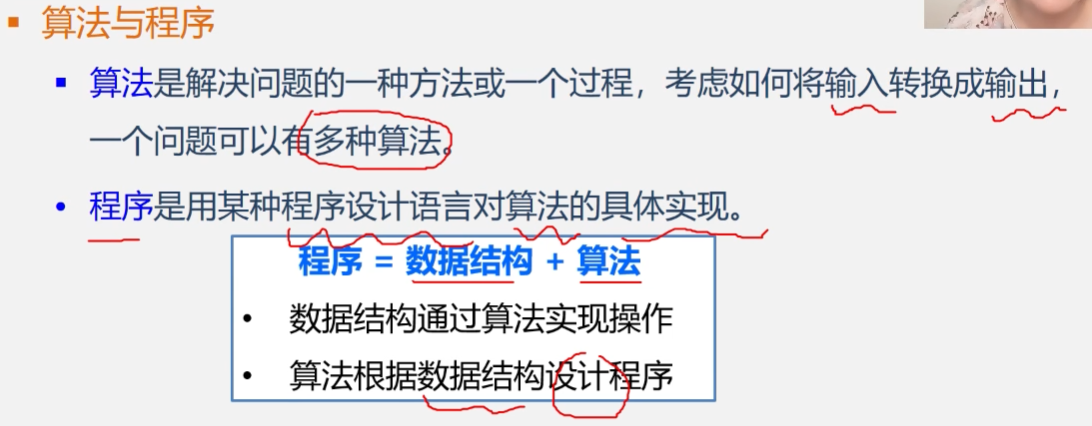 算法与程序
算法是解决问题的一种方法或一个过程，考虑如何将输入转换成输出，
一个问题可以有多种算法。
程序是用某种程序设计语言对算法的具体实现。
程序 = 数据结构 + 算法
• 数据结构通过算法实现操作
• 算法根据数据结构设计程序